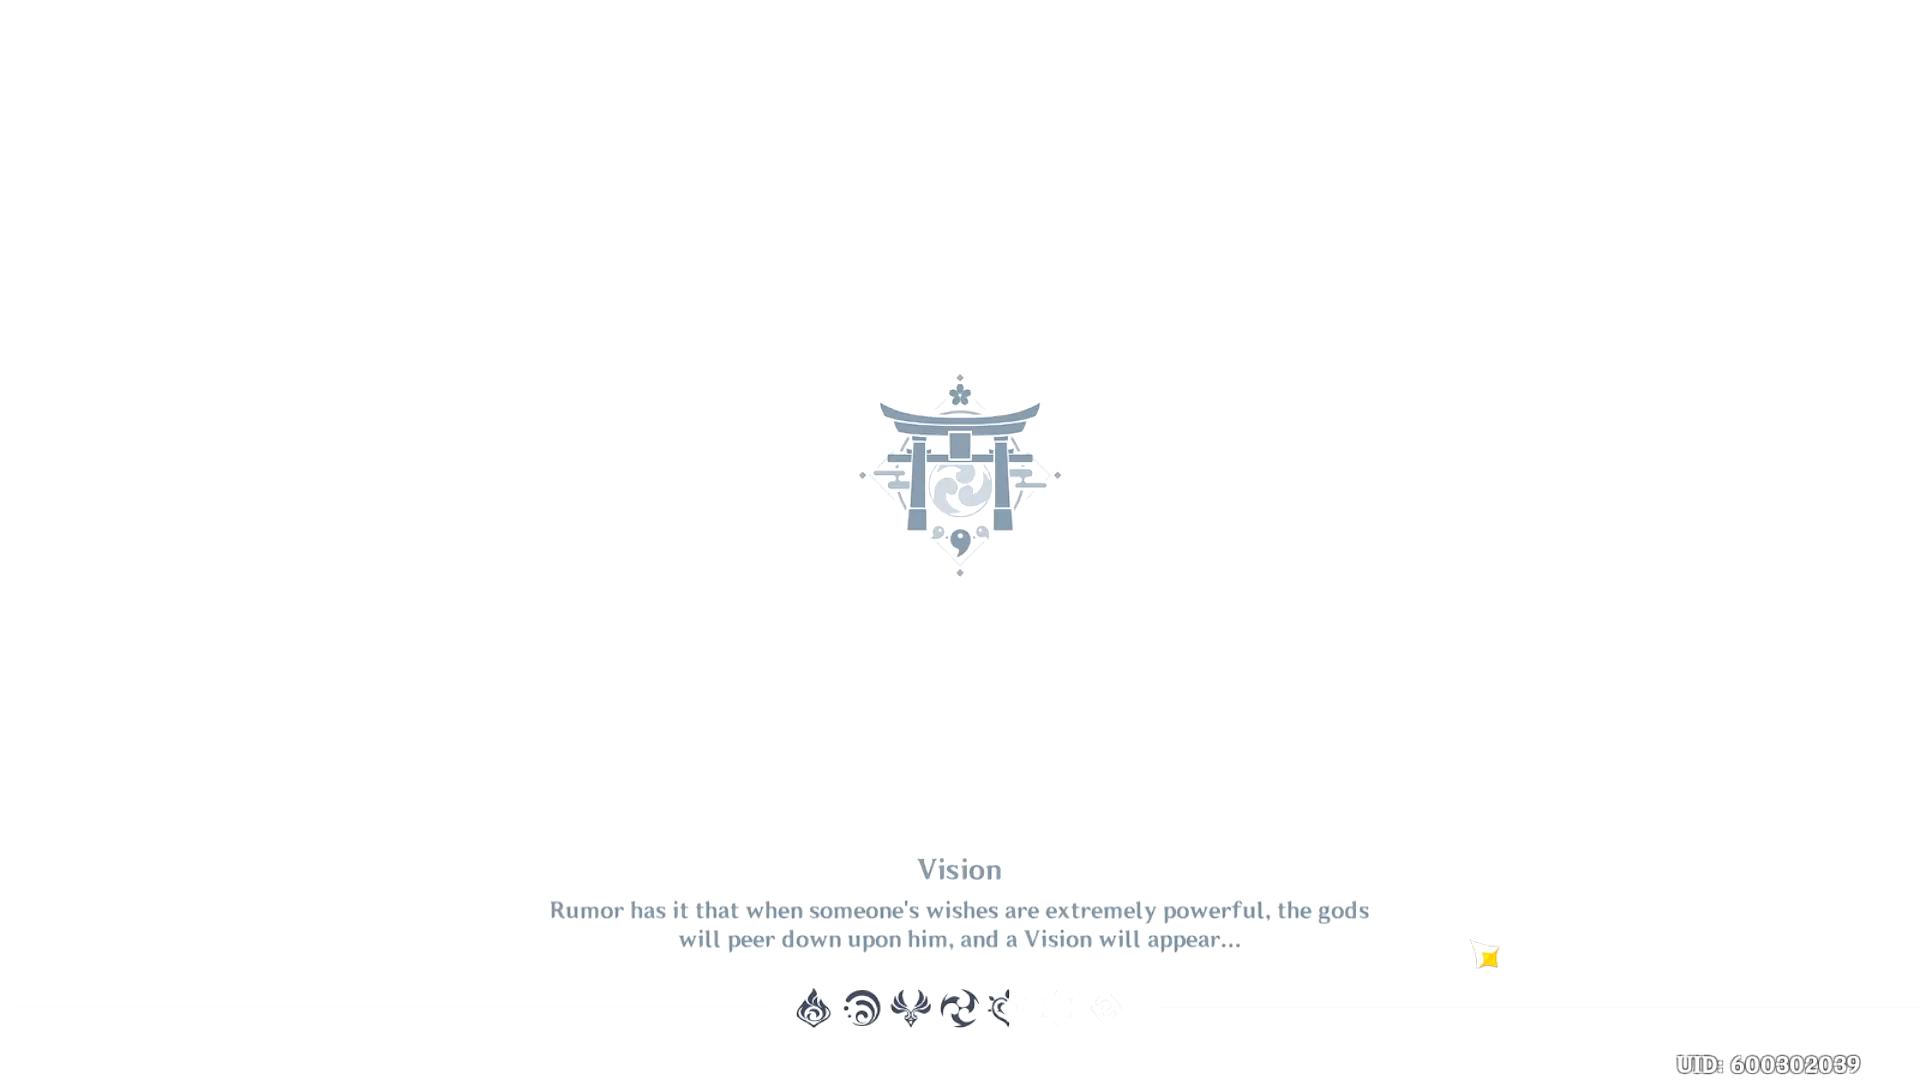 Vision
Rumor has it that when someone's wishes are extremely powerful, the gods
will peer down upon him, and a Vision will appear...
UID: 600302039